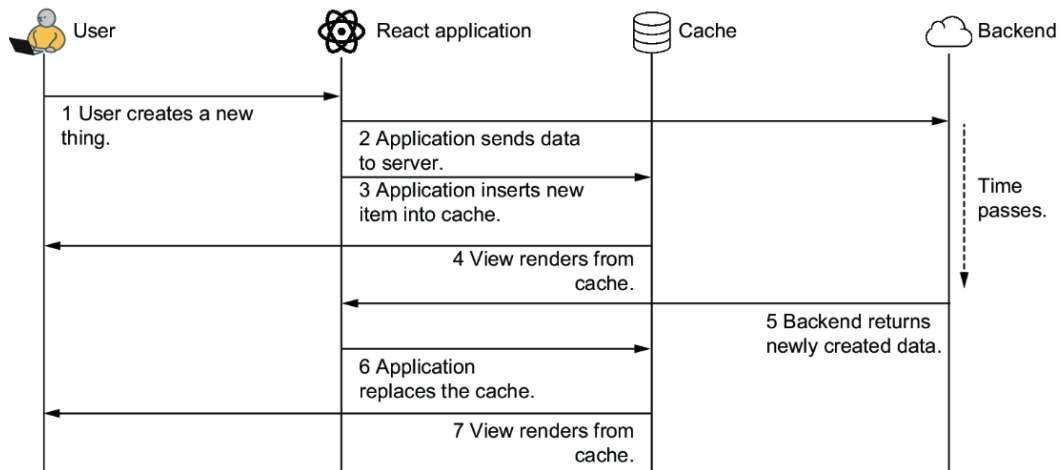 User
React application
Cache
Backend
1 User creates a new
thing.
2 Application sends data
to server.
3 Application inserts new
item into cache.
Time
passes.
4 View renders from
cache.
5 Backend returns
newly created data.
6 Application
replaces the cache.
7 View renders from
cache.